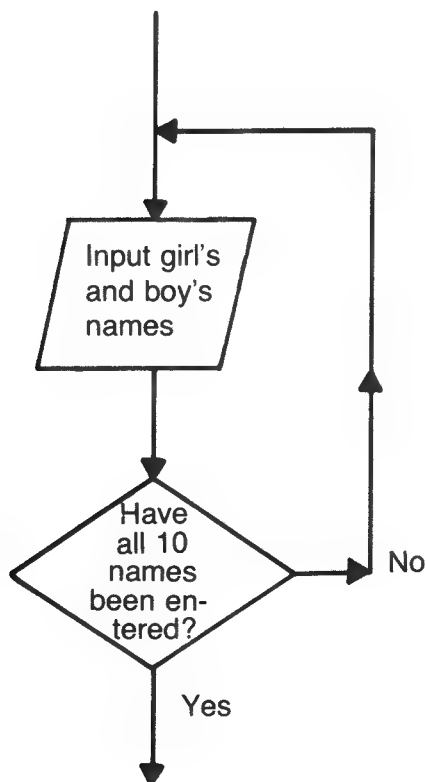 Input girl's
and boy's
names
Have
all 10
names
been en-
tered?
No
Yes